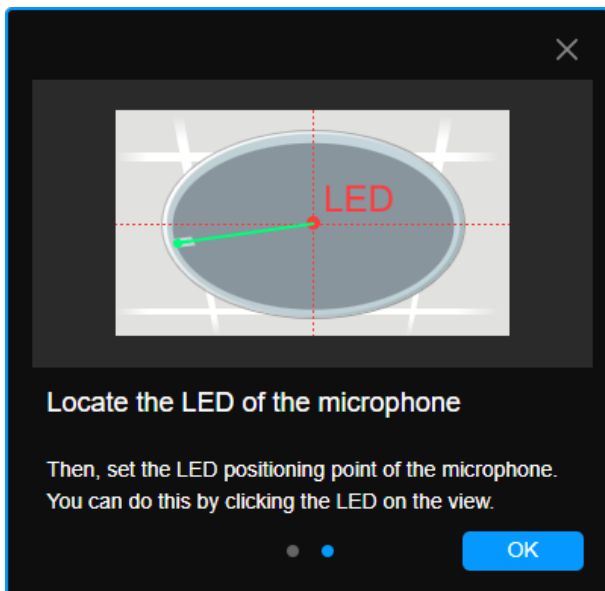 LED
Locate the LED of the microphone
Then, set the LED positioning point of the microphone.
You can do this by clicking the LED on the view.
OK